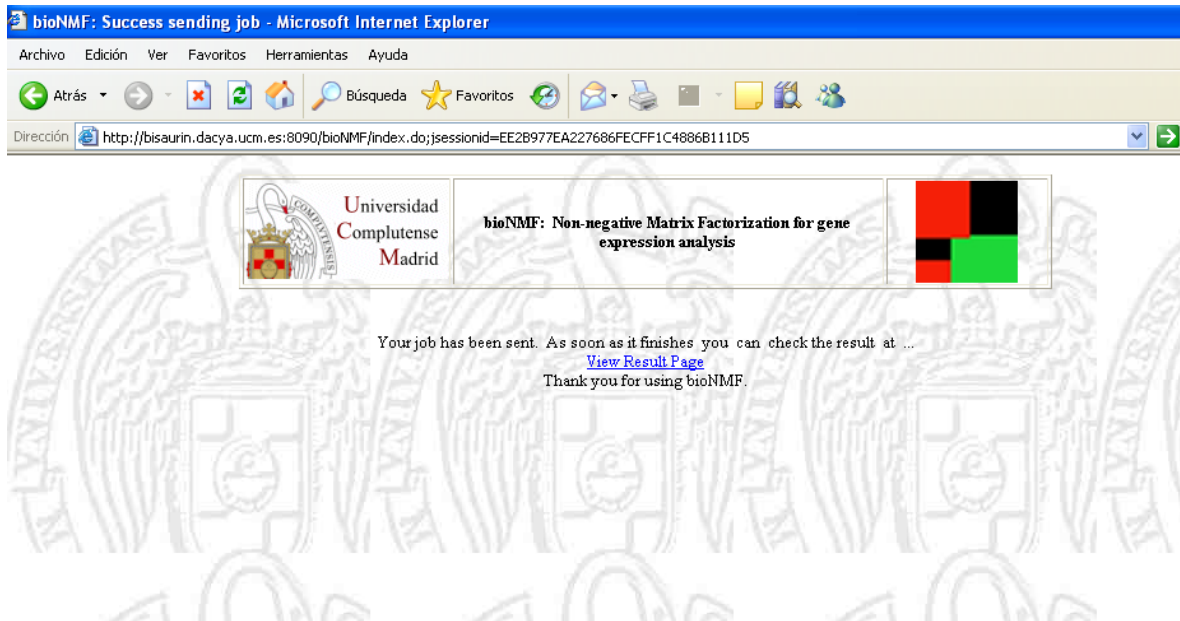 bioNMF: Success sending job - Microsoft Internet Explorer
Archivo Edición Ver Favoritos Herramientas Ayuda
Atrás Búsqueda Favoritos
Dirección http://bisaurin.dacya.ucm.es:8090/bioNMF/index.do;jsessionid=EE2B977EA227686FECFF1C4886B111D5
Universidad
Complutense
Madrid
bioNMF: Non-negative Matrix Factorization for gene
expression analysis
Your job has been sent. As soon as it finishes you can check the result at ...
View Result Page
Thank you for using bioNMF.